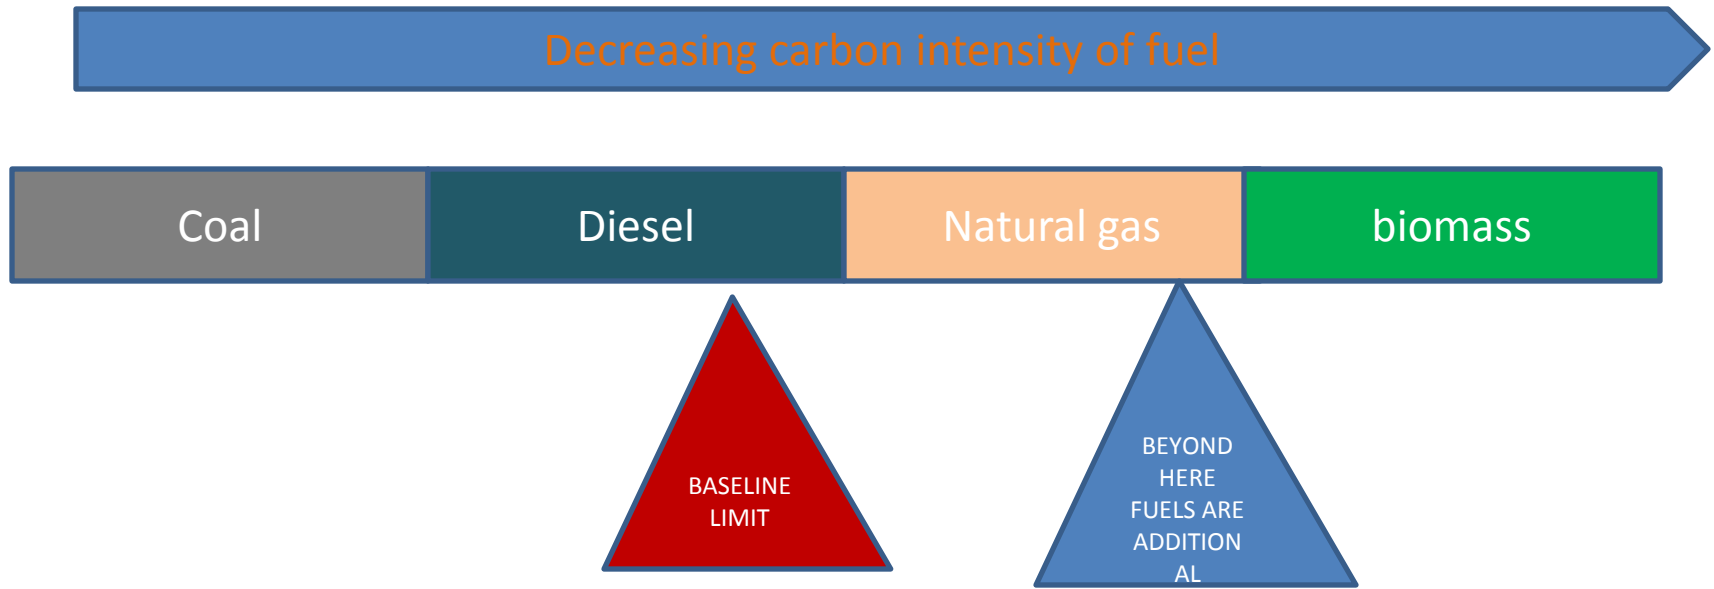 Decreasing carbon intensity of fuel
Coal
Diesel
Natural gas
biomass
BASELINE
LIMIT
BEYOND
HERE
FUELS ARE
ADDITION
AL